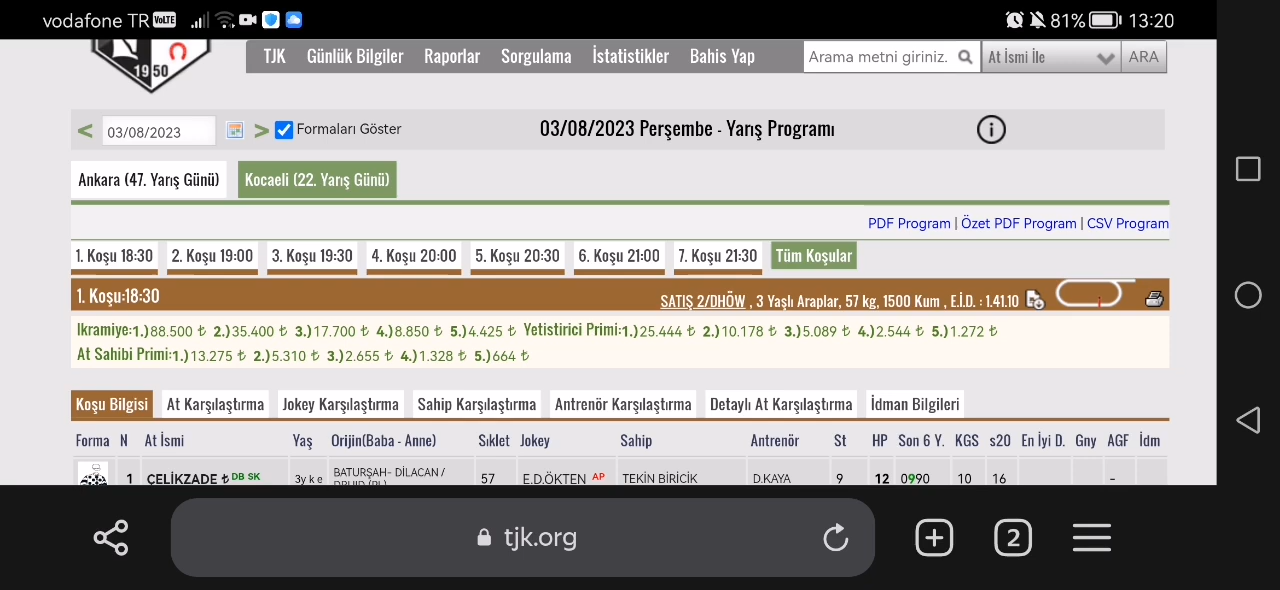 vodafone TR VoLTE 81% 13:20
1950
TJK Günlük Bilgiler Raporlar Sorgulama İstatistikler Bahis Yap Arama metni giriniz. At İsmi İle ARA
< 03/08/2023 > Formaları Göster 03/08/2023 Perşembe - Yarış Programı i
Ankara (47. Yarış Günü) Kocaeli (22. Yarış Günü)
PDF Program | Özet PDF Program | CSV Program
1. Koşu 18:30 2. Koşu 19:00 3. Koşu 19:30 4. Koşu 20:00 5. Koşu 20:30 6. Koşu 21:00 7. Koşu 21:30 Tüm Koşular
1. Koşu:18:30 SATIŞ 2/DHÖW , 3 Yaşlı Araplar, 57 kg, 1500 Kum , E.İ.D. : 1.41.10 1
Ikramiye:1.)88.500 ₺ 2.)35.400 ₺ 3.)17.700 ₺ 4.)8.850 ₺ 5.)4.425 ₺ Yetistirici Primi:1.)25.444 ₺ 2.)10.178 ₺ 3.)5.089 ₺ 4.)2.544 ₺ 5.)1.272 ₺
At Sahibi Primi:1.)13.275 ₺ 2.)5.310 ₺ 3.)2.655 ₺ 4.)1.328 ₺ 5.)664 ₺
Koşu Bilgisi At Karşılaştırma Jokey Karşılaştırma Sahip Karşılaştırma Antrenör Karşılaştırma Detaylı At Karşılaştırma İdman Bilgileri
Forma N At İsmi Yaş Orijin(Baba - Anne) Sıklet Jokey Sahip Antrenör St HP Son 6 Y. KGS s20 En İyi D. Gny AGF İdm
1 ÇELİKZADE ₺ DB SK 3y k e BATURŞAH- DİLACAN / 57 E.D.ÖKTEN AP TEKİN BİRİCİK D.KAYA 9 12 0990 10 16 -
tjk.org 2